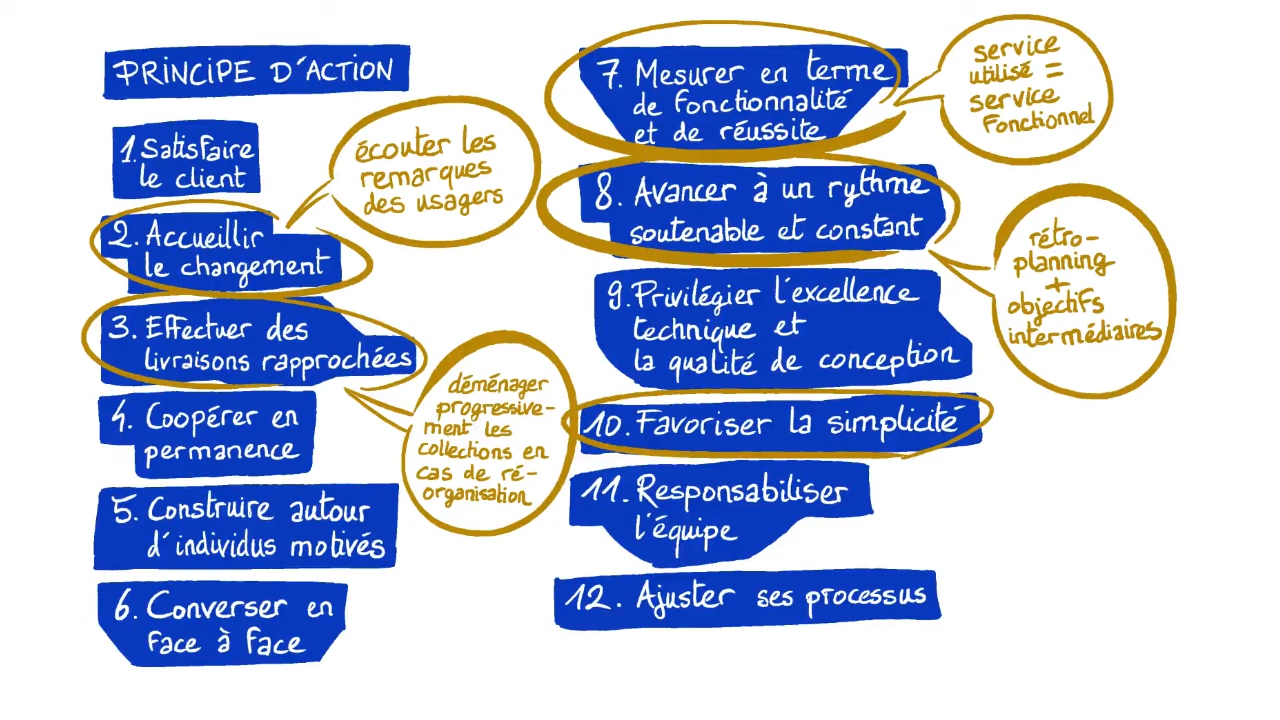 PRINCIPE D'ACTION
1. Satisfaire
le client
écouter les
remarques
des usagers
2. Accueillir
le changement
3. Effectuer des
livraisons rapprochées
déménager
progressive-
ment les
collections en
cas de ré-
organisation
4. Coopérer en
permanence
5. Construire autour
d'individus motivés
6. Converser en
face à face
7. Mesurer en terme
de fonctionnalité
et de réussite
service
utilisé =
service
fonctionnel
8. Avancer à un rythme
soutenable et constant
rétro-
planning
+
objectifs
intermédiaires
9. Privilégier l'excellence
technique et
la qualité de conception
10. Favoriser la simplicité
11. Responsabiliser
l'équipe
12. Ajuster ses processus